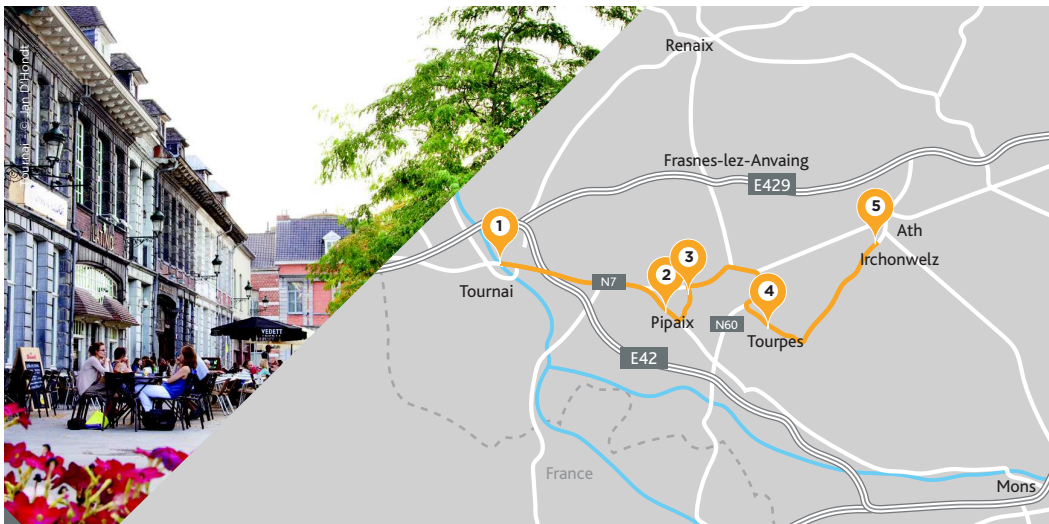 Tournai - © Jan D'Hondt
VEDETT
Renaix
Frasnes-lez-Anvaing
E429
1
2
3
4
5
Ath
Irchonwelz
Tournai
N7
Pipaix
N60
Tourpes
E42
France
Mons